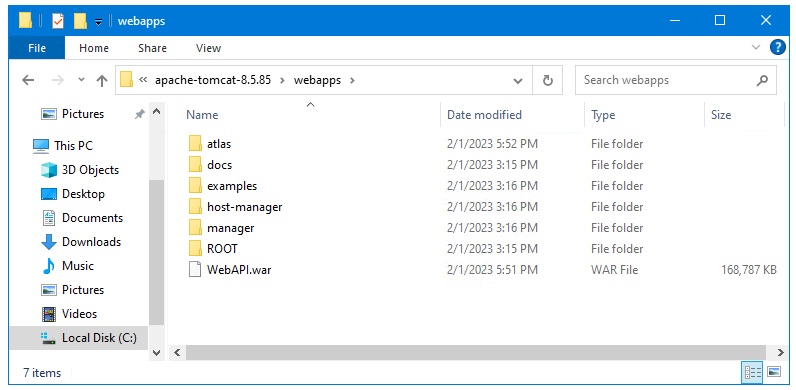 webapps
File Home Share View
« apache-tomcat-8.5.85 > webapps > Search webapps
Name Date modified Type Size
Pictures
This PC
3D Objects
Desktop
Documents
Downloads
Music
Pictures
Videos
Local Disk (C:)
atlas 2/1/2023 5:52 PM File folder
docs 2/1/2023 3:15 PM File folder
examples 2/1/2023 3:16 PM File folder
host-manager 2/1/2023 3:16 PM File folder
manager 2/1/2023 3:16 PM File folder
ROOT 2/1/2023 3:15 PM File folder
WebAPI.war 2/1/2023 5:51 PM WAR File 168,787 KB
7 items